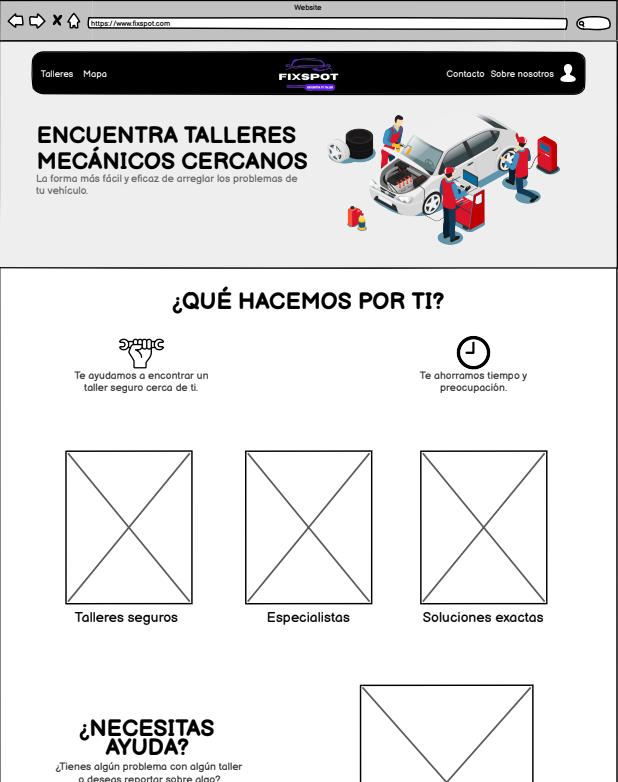 Website
https://www.fixspot.com
Talleres Mapa
FIXSPOT
Contacto Sobre nosotros
ENCUENTRA TALLERES
MECÁNICOS CERCANOS
La forma más fácil y eficaz de arreglar los problemas de
tu vehículo.
¿QUÉ HACEMOS POR TI?
Te ayudamos a encontrar un
taller seguro cerca de ti.
Te ahorramos tiempo y
preocupación.
Talleres seguros
Especialistas
Soluciones exactas
¿NECESITAS
AYUDA?
¿Tienes algún problema con algún taller
o deseas reportar sobre algo?